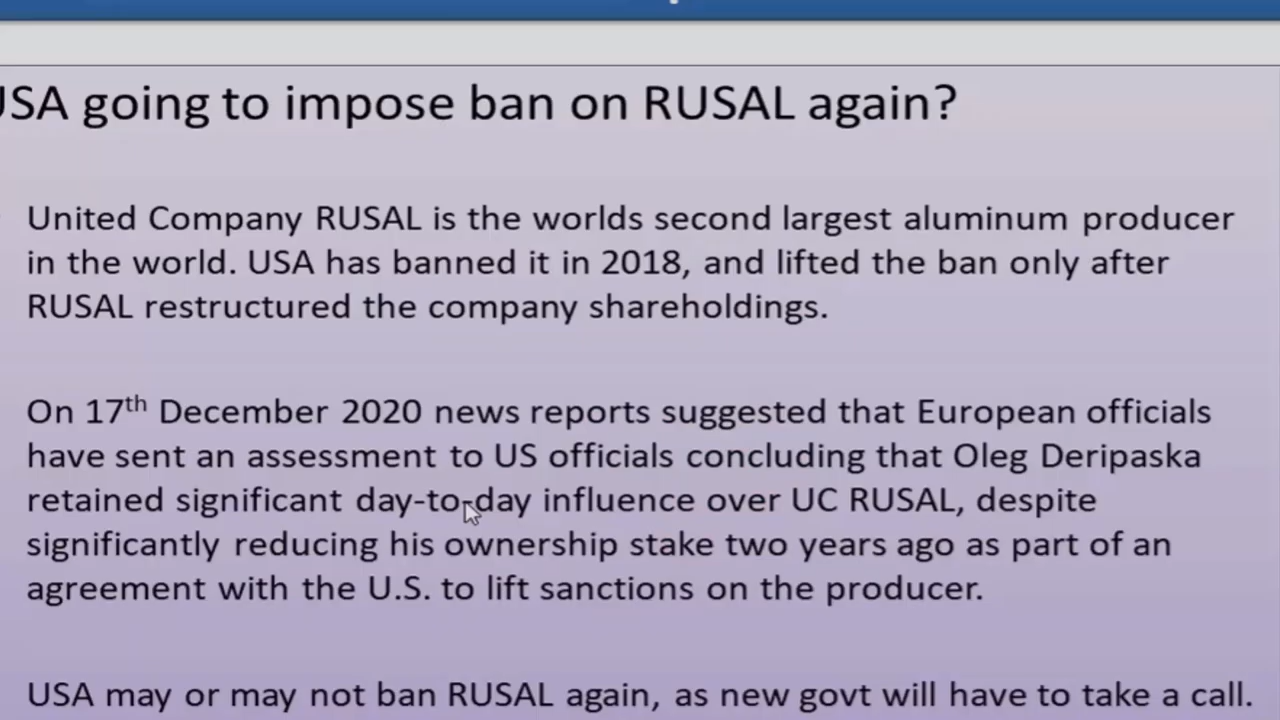 USA going to impose ban on RUSAL again?
United Company RUSAL is the worlds second largest aluminum producer
in the world. USA has banned it in 2018, and lifted the ban only after
RUSAL restructured the company shareholdings.
On 17th December 2020 news reports suggested that European officials
have sent an assessment to US officials concluding that Oleg Deripaska
retained significant day-to-day influence over UC RUSAL, despite
significantly reducing his ownership stake two years ago as part of an
agreement with the U.S. to lift sanctions on the producer.
USA may or may not ban RUSAL again, as new govt will have to take a call.